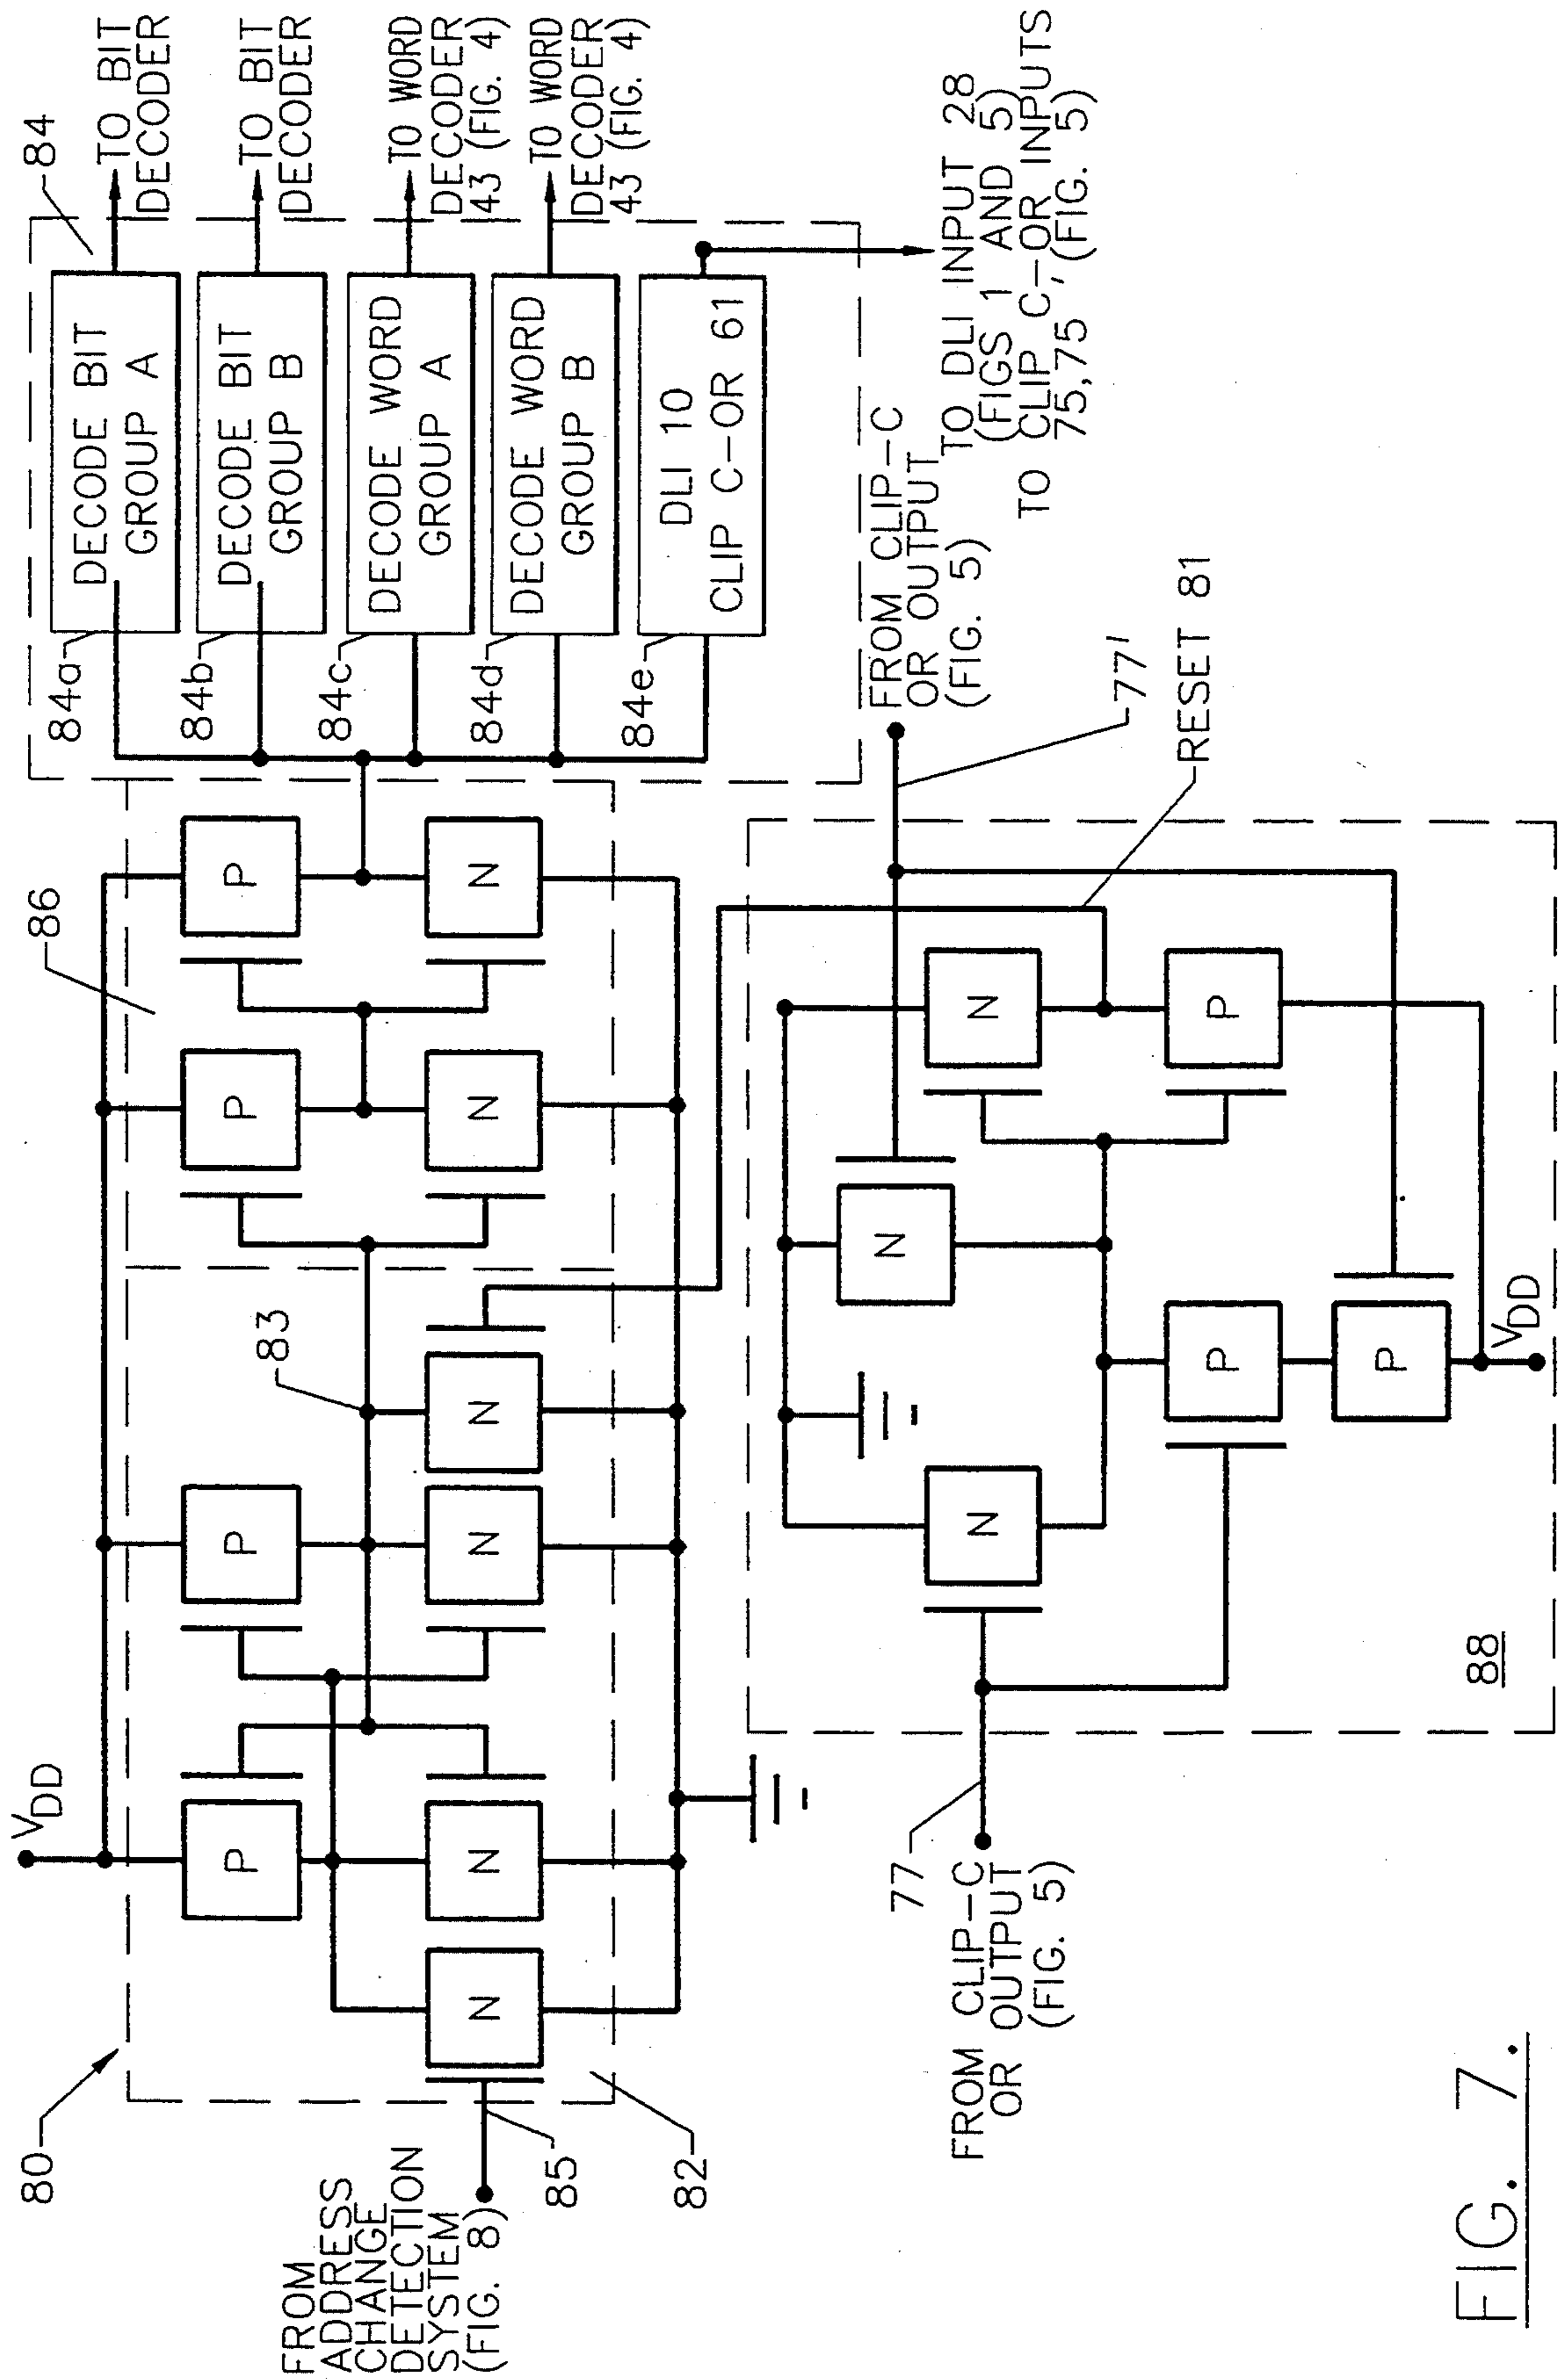 80
V_DD
86
84
TO BIT
DECODER
TO BIT
DECODER
TO WORD
DECODER
43 (FIG. 4)
TO WORD
DECODER
43 (FIG. 4)
84a
DECODE BIT
GROUP A
84b
DECODE BIT
GROUP B
84c
DECODE WORD
GROUP A
84d
DECODE WORD
GROUP B
84e
DLI 10
CLIP C-OR 61
P
P
P
P
83
N
N
N
N
N
N
FROM
ADDRESS
CHANGE
DETECTION
SYSTEM
(FIG. 8)
85
82
TO DLI INPUT 28
(FIGS 1 AND 5)
TO CLIP C-OR INPUTS
75,75' (FIG. 5)
FROM CLIP-C
OR OUTPUT
(FIG. 5)
77'
RESET 81
77
FROM CLIP-C
OR OUTPUT
(FIG. 5)
N
N
N
P
P
P
V_DD
88
FIG. 7.